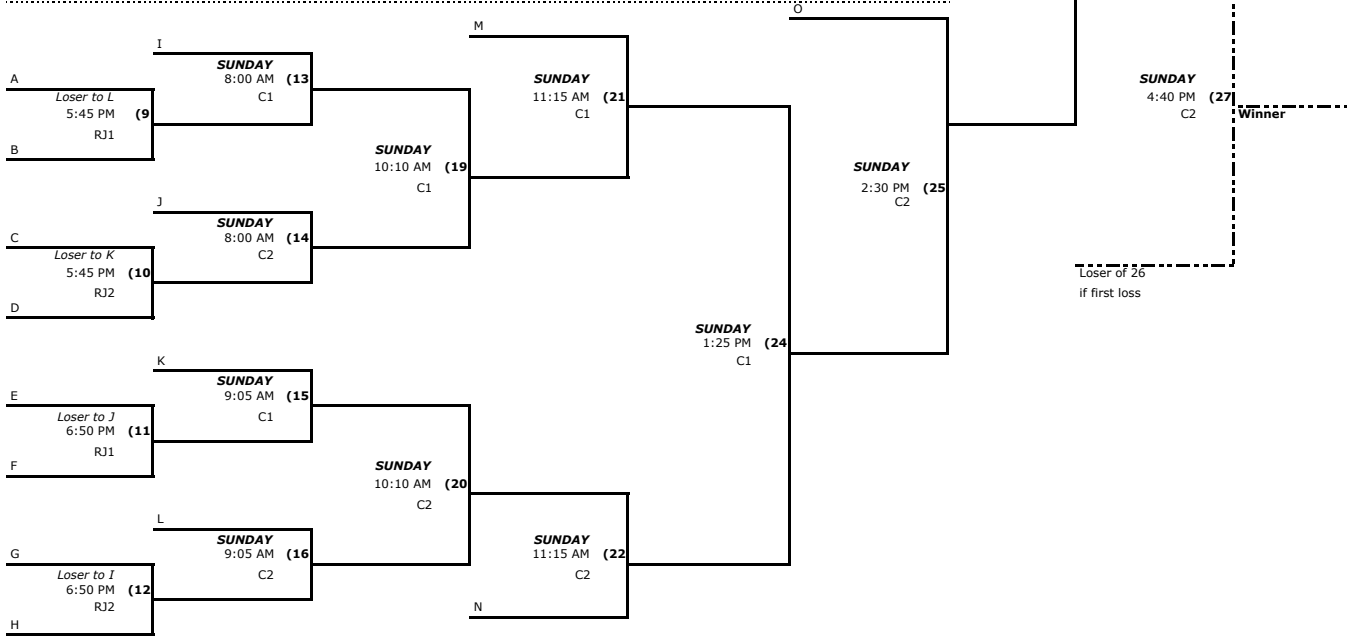 O
M
I
SUNDAY
8:00 AM (13
C1
A
Loser to L
5:45 PM (9
RJ1
B
SUNDAY
11:15 AM (21
C1
SUNDAY
4:40 PM (27
C2
Winner
SUNDAY
10:10 AM (19
C1
SUNDAY
2:30 PM (25
C2
J
SUNDAY
8:00 AM (14
C2
C
Loser to K
5:45 PM (10
RJ2
D
Loser of 26
if first loss
SUNDAY
1:25 PM (24
C1
K
SUNDAY
9:05 AM (15
C1
E
Loser to J
6:50 PM (11
RJ1
F
SUNDAY
10:10 AM (20
C2
L
SUNDAY
9:05 AM (16
C2
G
Loser to I
6:50 PM (12
RJ2
H
SUNDAY
11:15 AM (22
C2
N